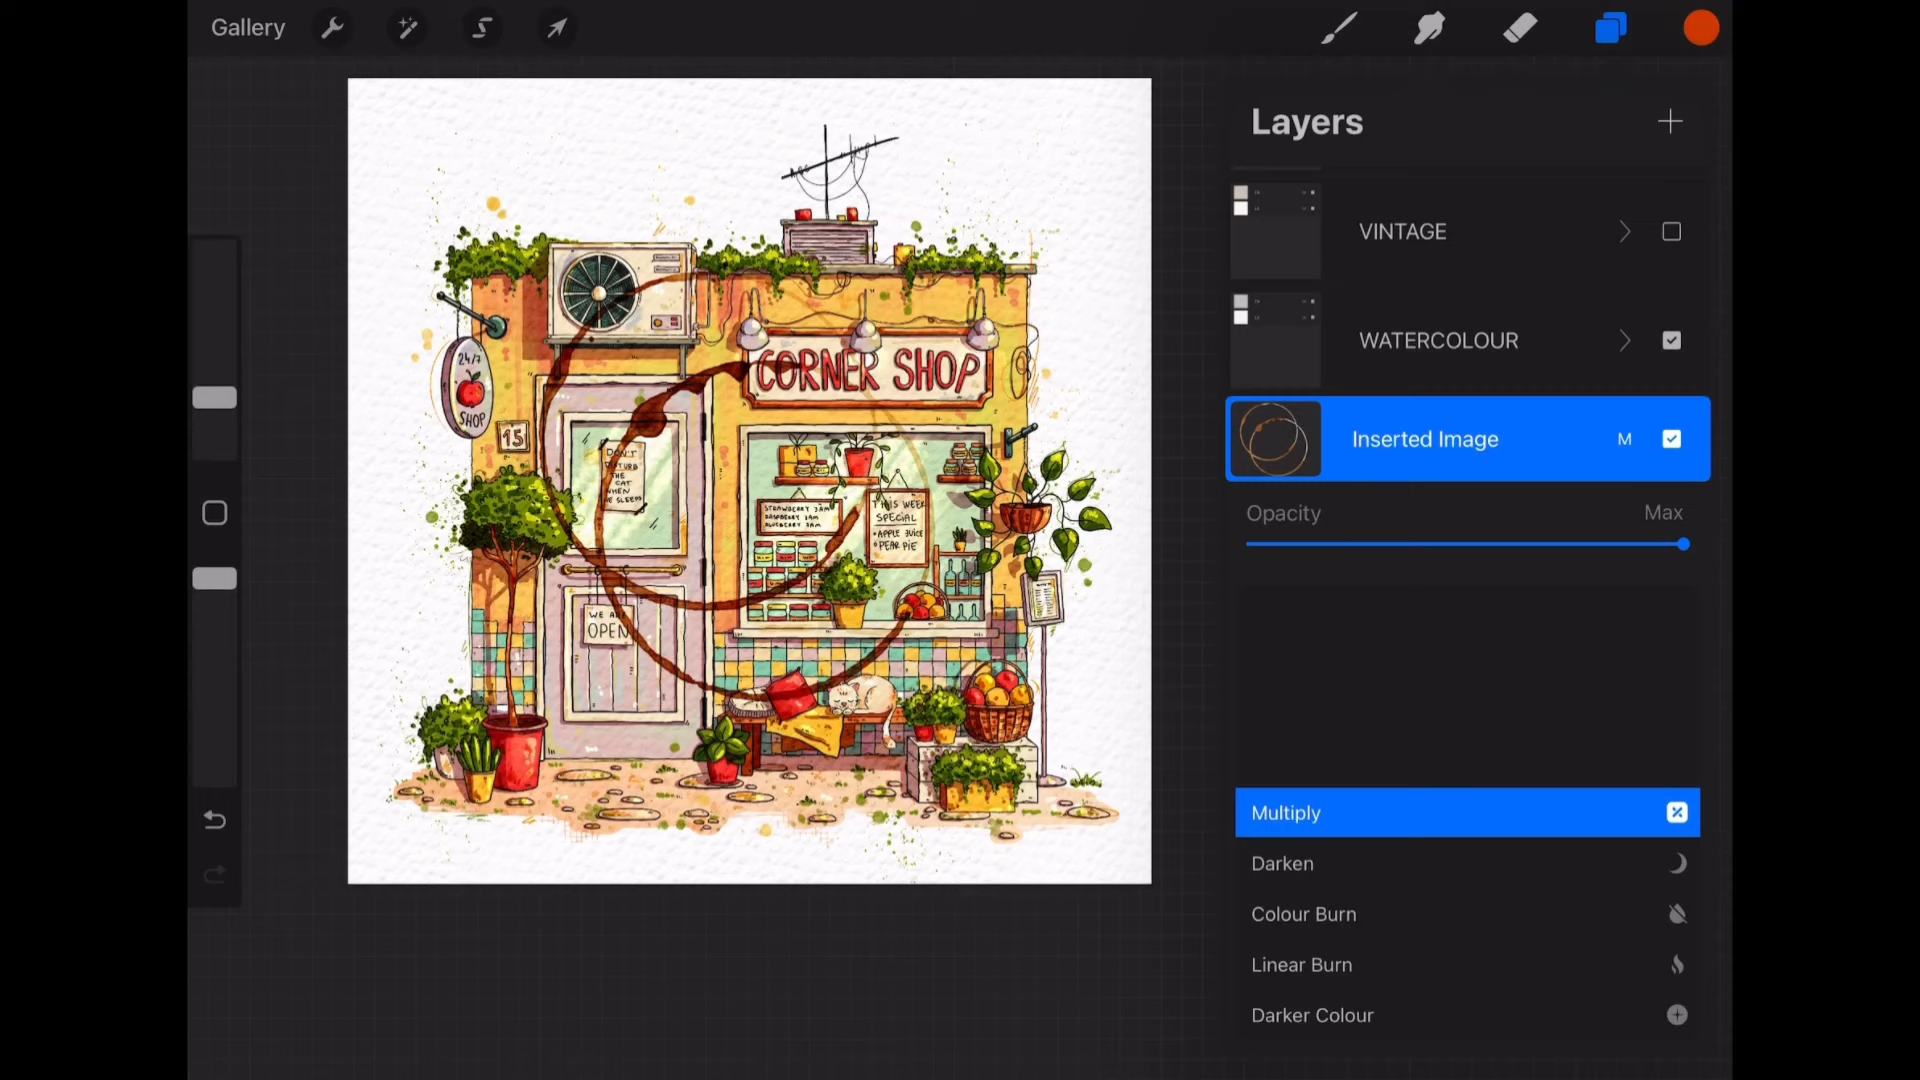 Gallery
Layers
VINTAGE
WATERCOLOUR
Inserted Image
M
Opacity
Max
Multiply
Darken
Colour Burn
Linear Burn
Darker Colour
24/7
SHOP
15
CORNER SHOP
DON'T
DISTURB
THE
CAT
WHEN
HE SLEEPS
STRAWBERRY JAM
RASPBERRY JAM
BLUEBERRY JAM
THIS WEEK
SPECIAL
•APPLE JUICE
•PEAR PIE
WE ARE
OPEN